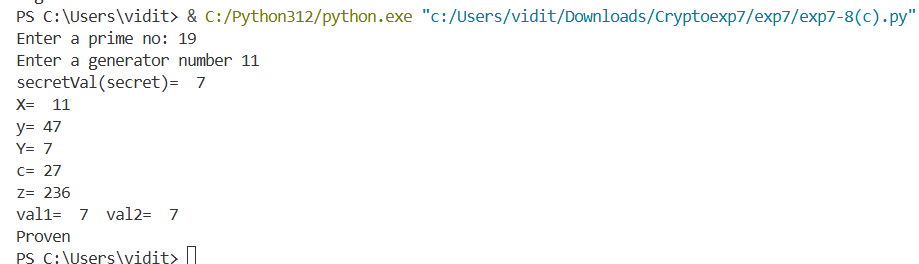 PS C:\Users\vidit> & C:/Python312/python.exe "c:/Users/vidit/Downloads/Cryptoexp7/exp7/exp7-8(c).py"
Enter a prime no: 19
Enter a generator number 11
secretVal(secret)=  7
X=  11
y= 47
Y= 7
c= 27
z= 236
val1=  7  val2=  7
Proven
PS C:\Users\vidit>